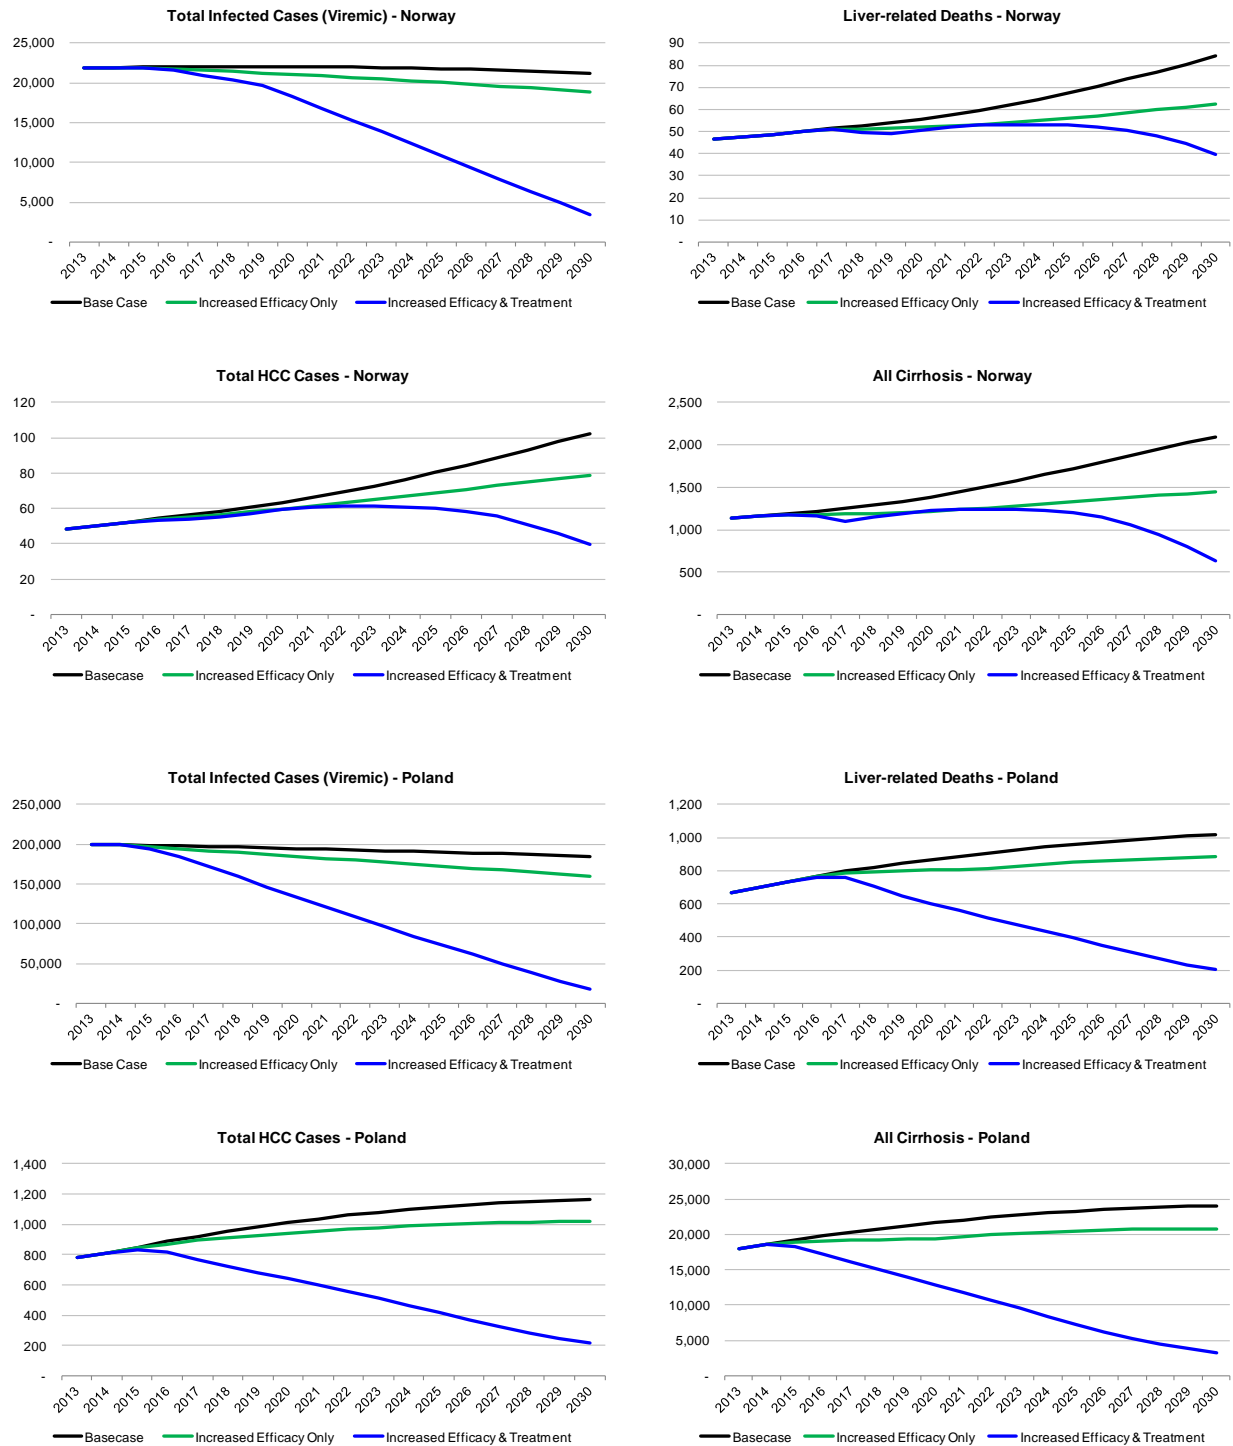 Total Infected Cases (Viremic) - Norway
25,000
20,000
15,000
10,000
5,000
-
2013 2014 2015 2016 2017 2018 2019 2020 2021 2022 2023 2024 2025 2026 2027 2028 2029 2030
Base Case Increased Efficacy Only Increased Efficacy & Treatment
Liver-related Deaths - Norway
90
80
70
60
50
40
30
20
10
-
2013 2014 2015 2016 2017 2018 2019 2020 2021 2022 2023 2024 2025 2026 2027 2028 2029 2030
Base Case Increased Efficacy Only Increased Efficacy & Treatment
Total HCC Cases - Norway
120
100
80
60
40
20
-
2013 2014 2015 2016 2017 2018 2019 2020 2021 2022 2023 2024 2025 2026 2027 2028 2029 2030
Basecase Increased Efficacy Only Increased Efficacy & Treatment
All Cirrhosis - Norway
2,500
2,000
1,500
1,000
500
-
2013 2014 2015 2016 2017 2018 2019 2020 2021 2022 2023 2024 2025 2026 2027 2028 2029 2030
Basecase Increased Efficacy Only Increased Efficacy & Treatment
Total Infected Cases (Viremic) - Poland
250,000
200,000
150,000
100,000
50,000
-
2013 2014 2015 2016 2017 2018 2019 2020 2021 2022 2023 2024 2025 2026 2027 2028 2029 2030
Base Case Increased Efficacy Only Increased Efficacy & Treatment
Liver-related Deaths - Poland
1,200
1,000
800
600
400
200
-
2013 2014 2015 2016 2017 2018 2019 2020 2021 2022 2023 2024 2025 2026 2027 2028 2029 2030
Base Case Increased Efficacy Only Increased Efficacy & Treatment
Total HCC Cases - Poland
1,400
1,200
1,000
800
600
400
200
-
2013 2014 2015 2016 2017 2018 2019 2020 2021 2022 2023 2024 2025 2026 2027 2028 2029 2030
Basecase Increased Efficacy Only Increased Efficacy & Treatment
All Cirrhosis - Poland
30,000
25,000
20,000
15,000
10,000
5,000
-
2013 2014 2015 2016 2017 2018 2019 2020 2021 2022 2023 2024 2025 2026 2027 2028 2029 2030
Basecase Increased Efficacy Only Increased Efficacy & Treatment